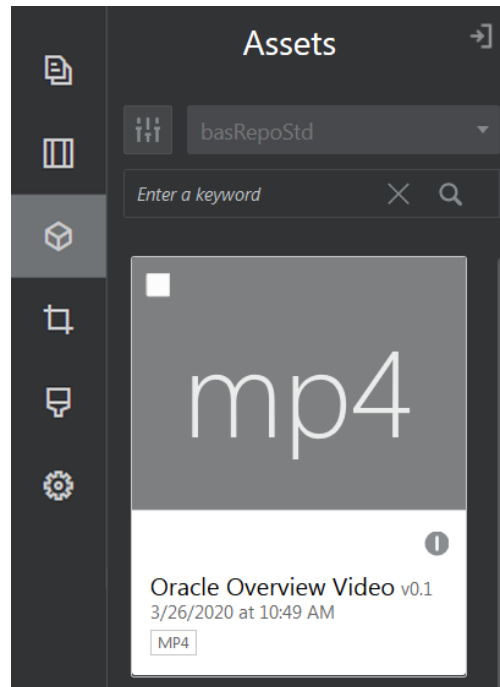 Assets
basRepoStd
Enter a keyword
mp4
Oracle Overview Video v0.1
3/26/2020 at 10:49 AM
MP4